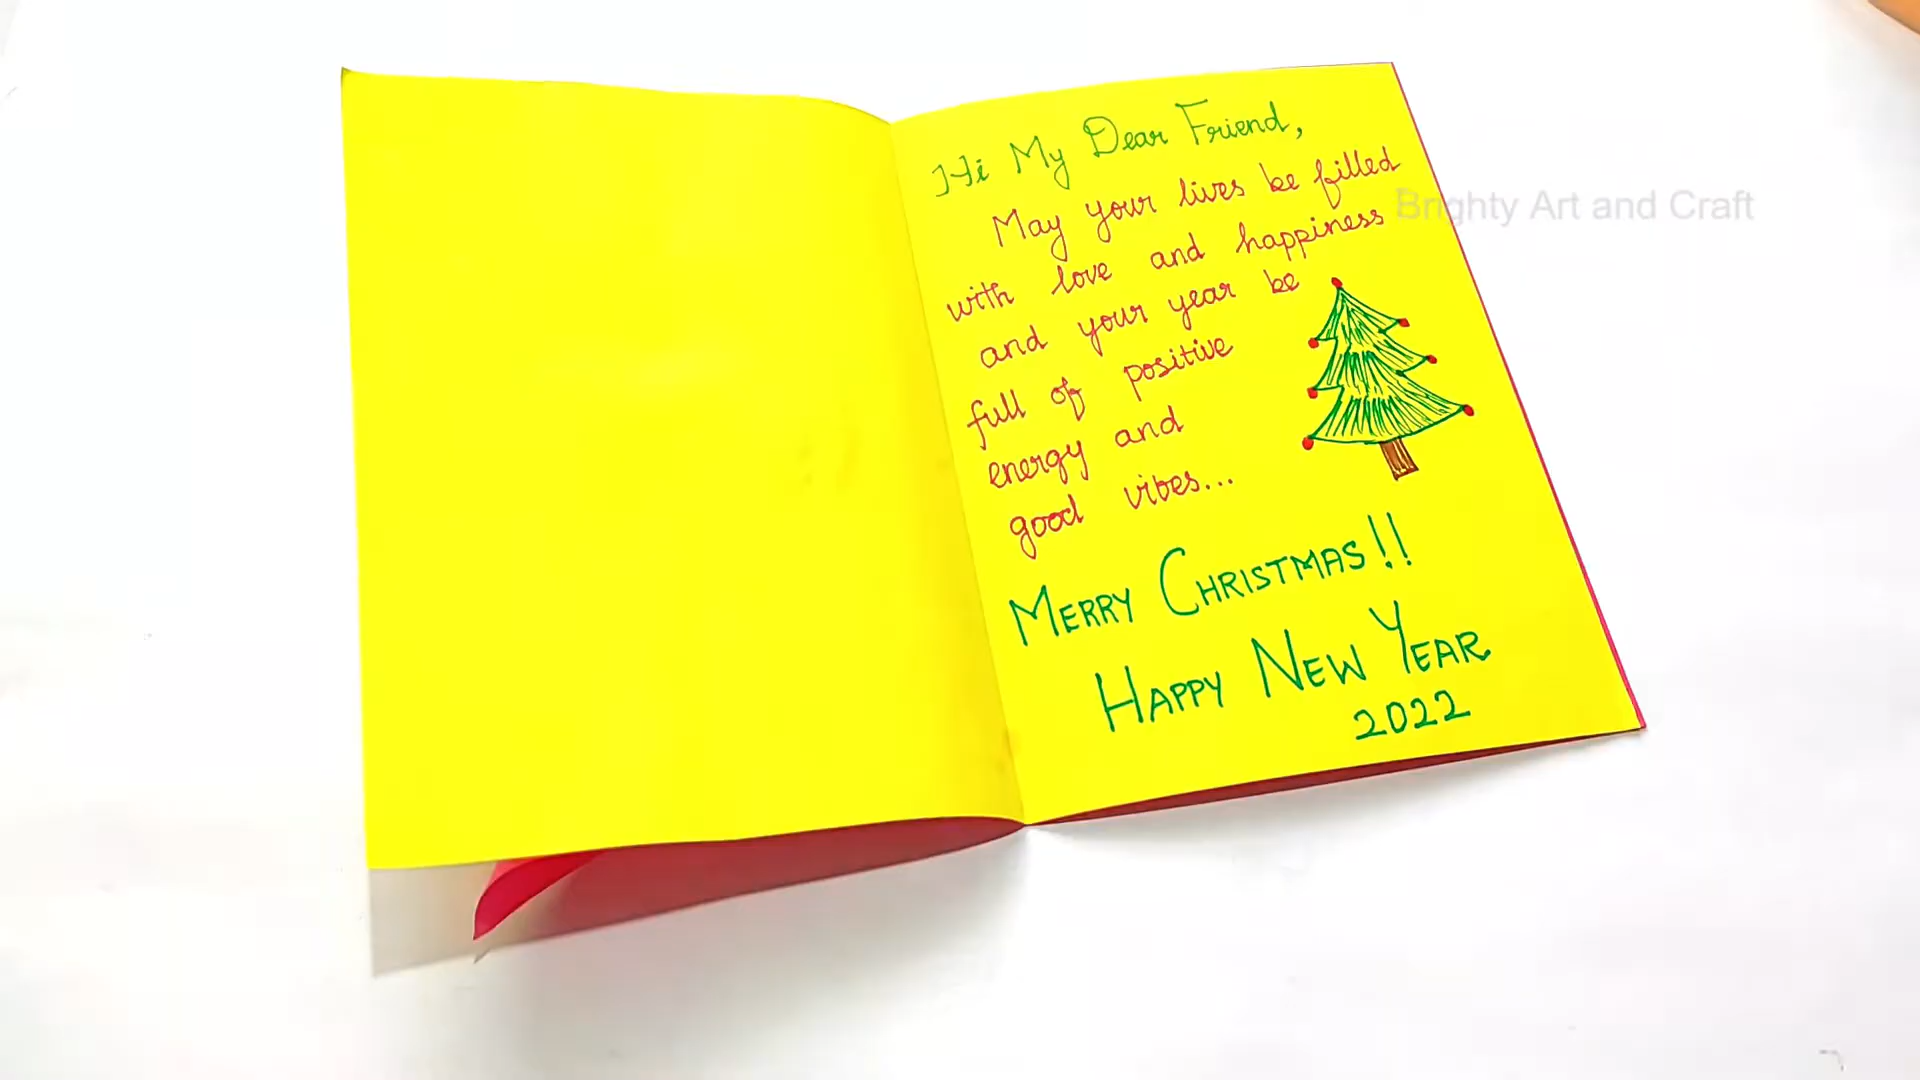 Hi My Dear Friend,
May your lives be filled
with love and happiness
and your year be
full of positive
energy and
good vibes...
MERRY CHRISTMAS!!
HAPPY NEW YEAR
2022
Brighty Art and Craft